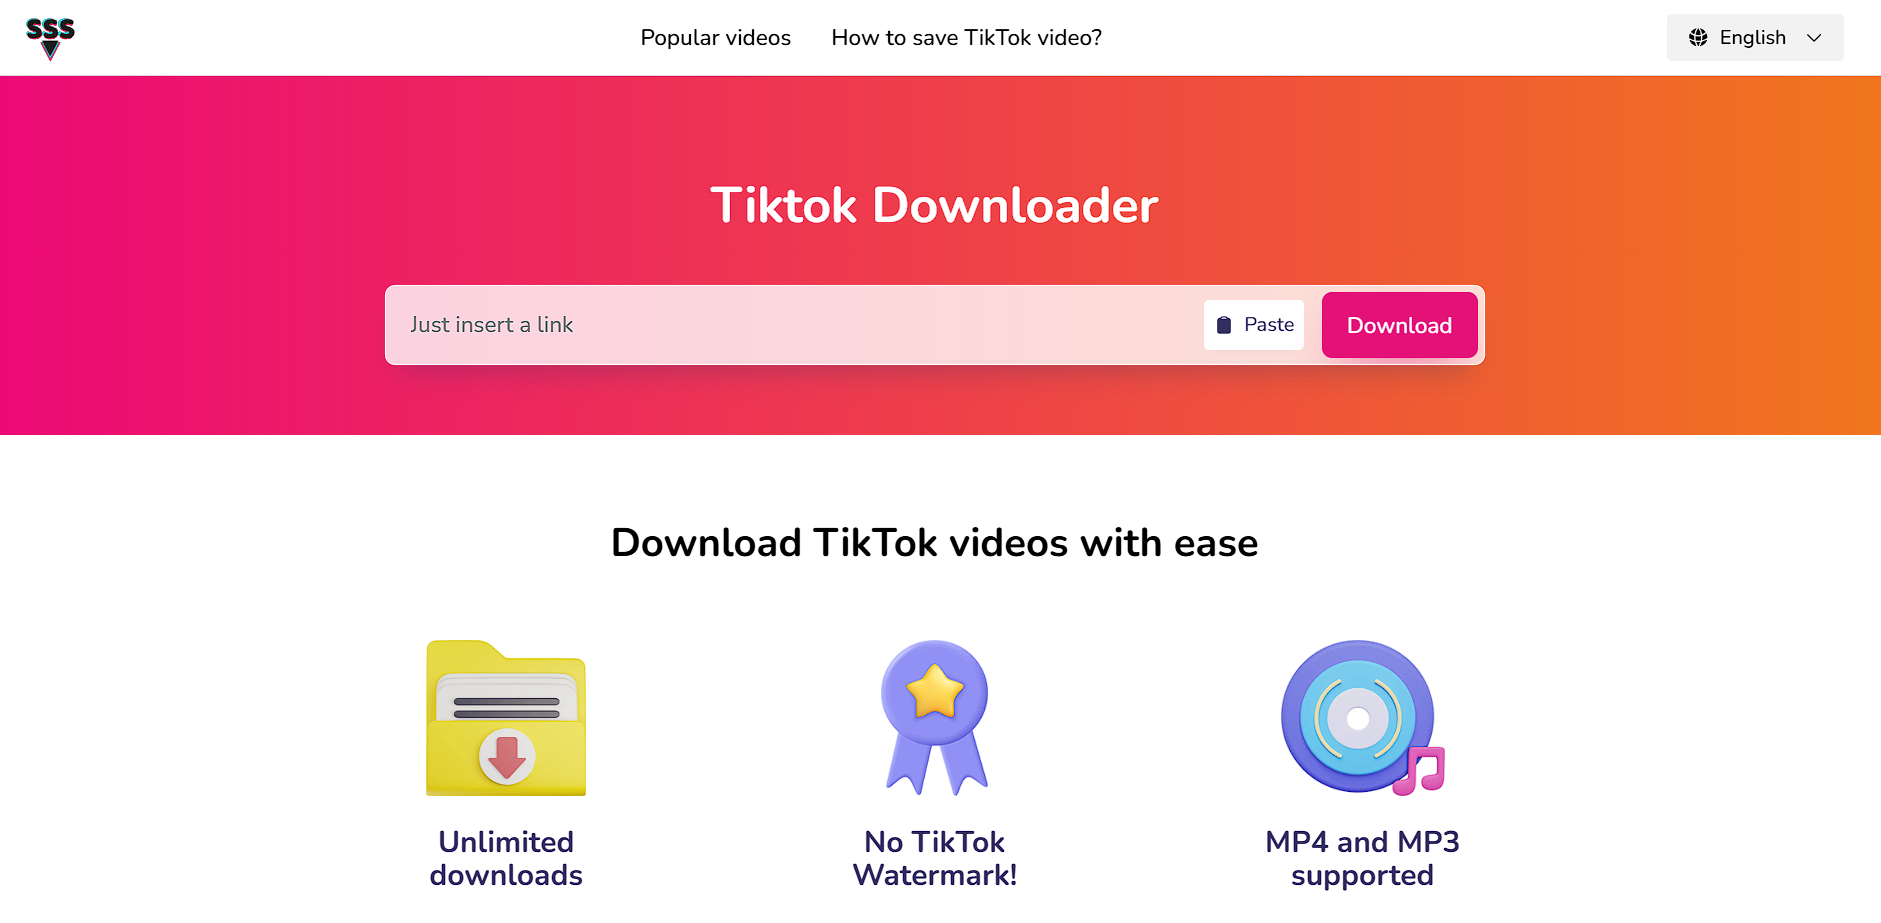 SSS
Popular videos
How to save TikTok video?
English
Tiktok Downloader
Just insert a link
Paste
Download
Download TikTok videos with ease
Unlimited
downloads
No TikTok
Watermark!
MP4 and MP3
supported